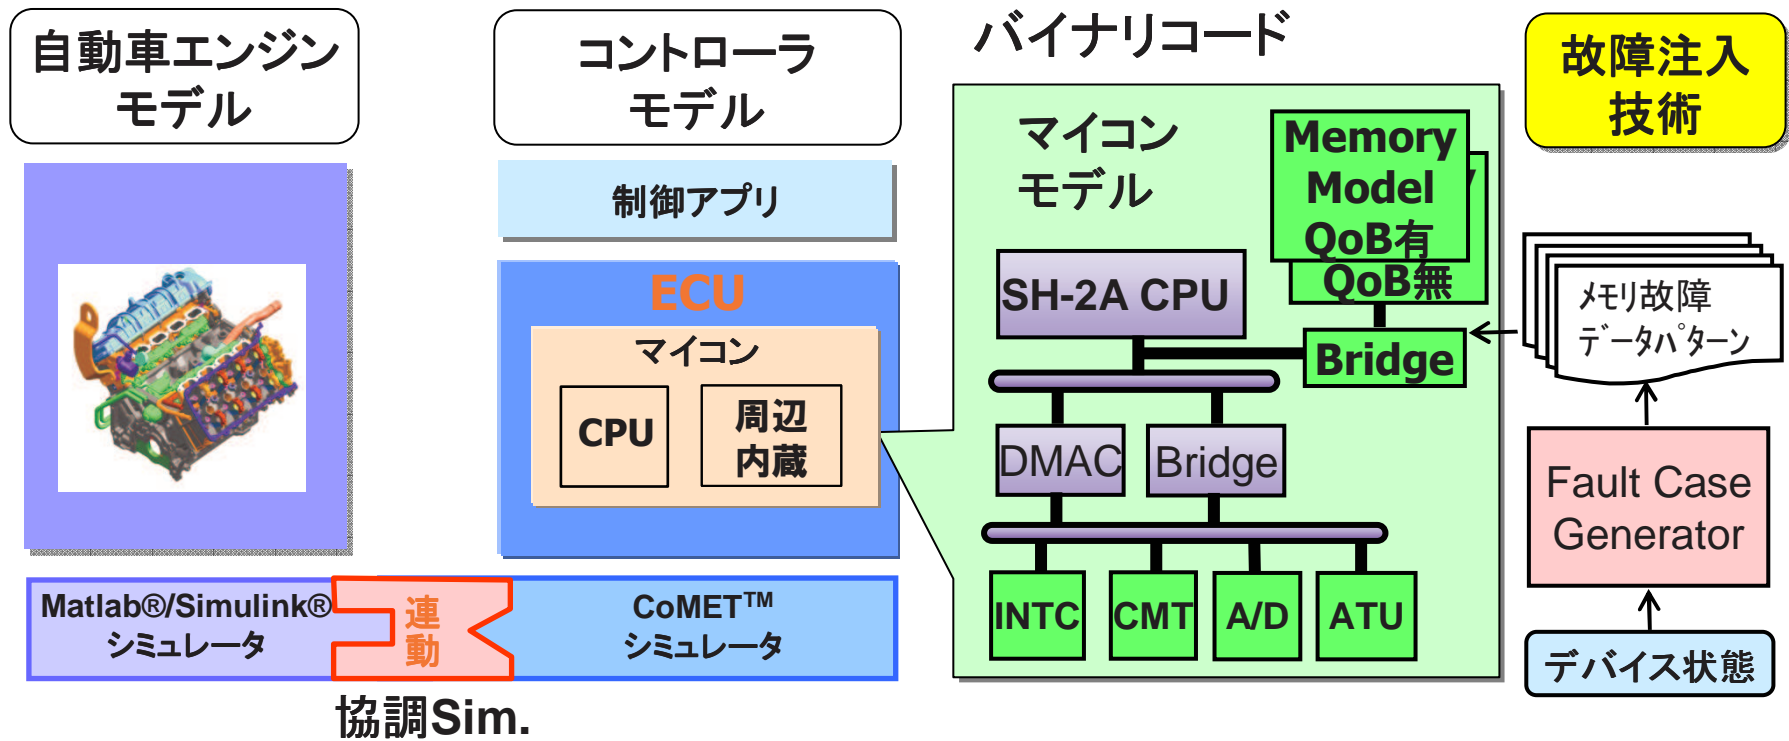 自動車エンジン
モデル
コントローラ
モデル
制御アプリ
ECU
マイコン
CPU
周辺
内蔵
Matlab®/Simulink®
シミュレータ
連
動
CoMET™
シミュレータ
協調Sim.
バイナリコード
マイコン
モデル
Memory
Model
QoB有
QoB無
SH-2A CPU
Bridge
DMAC
Bridge
INTC
CMT
A/D
ATU
故障注入
技術
メモリ故障
データパターン
Fault Case
Generator
デバイス状態